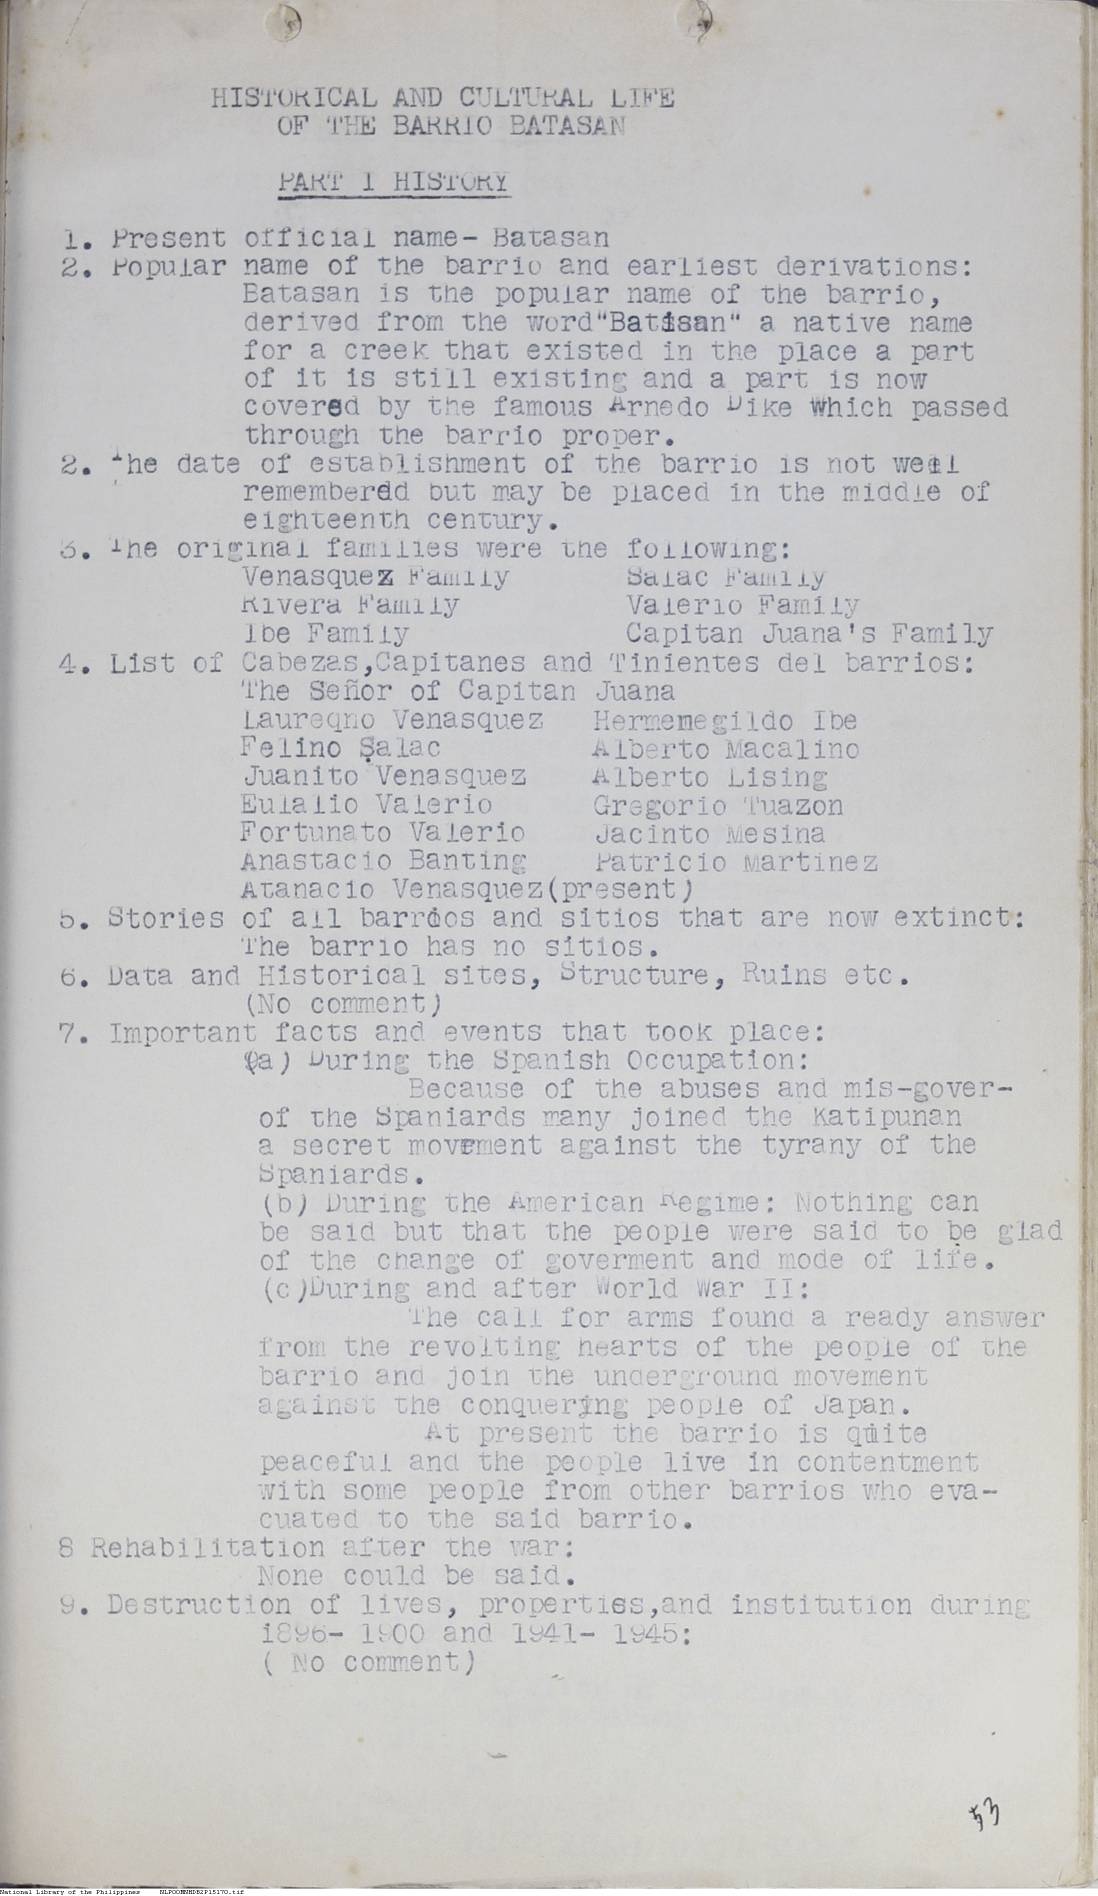 HISTORICAL AND CULTURAL LIFE
OF THE BARRIO BATASAN
PART 1 HISTORY
1. Present official name- Batasan
2. Popular name of the barrio and earliest derivations:
Batasan is the popular name of the barrio,
derived from the word"Batasan" a native name
for a creek that existed in the place a part
of it is still existing and a part is now
covered by the famous Arnedo Dike which passed
through the barrio proper.
2. The date of establishment of the barrio is not well
rememberdd but may be placed in the middle of
eighteenth century.
3. The original families were the following:
Venasquez Family Salac Family
Rivera Family Valerio Family
Ibe Family Capitan Juana's Family
4. List of Cabezas,Capitanes and Tinientes del barrios:
The Señor of Capitan Juana
Laureqno Venasquez Hermemegildo Ibe
Felino Salac Alberto Macalino
Juanito Venasquez Alberto Lising
Eulalio Valerio Gregorio Tuazon
Fortunato Valerio Jacinto Mesina
Anastacio Banting Patricio Martinez
Atanacio Venasquez(present)
5. Stories of all barrios and sitios that are now extinct:
The barrio has no sitios.
6. Data and Historical sites, Structure, Ruins etc.
(No comment)
7. Important facts and events that took place:
(a) During the Spanish Occupation:
Because of the abuses and mis-gover-
of the Spaniards many joined the Katipunan
a secret movement against the tyrany of the
Spaniards.
(b) During the American Regime: Nothing can
be said but that the people were said to be glad
of the change of goverment and mode of life.
(c)During and after World War II:
The call for arms found a ready answer
from the revolting hearts of the people of the
barrio and join the underground movement
against the conquering people of Japan.
At present the barrio is quite
peaceful and the people live in contentment
with some people from other barrios who eva-
cuated to the said barrio.
8 Rehabilitation after the war:
None could be said.
9. Destruction of lives, properties,and institution during
1896- 1900 and 1941- 1945:
( No comment)
53
National Library of the Philippines NLPOOBNHDB2P15170.tif